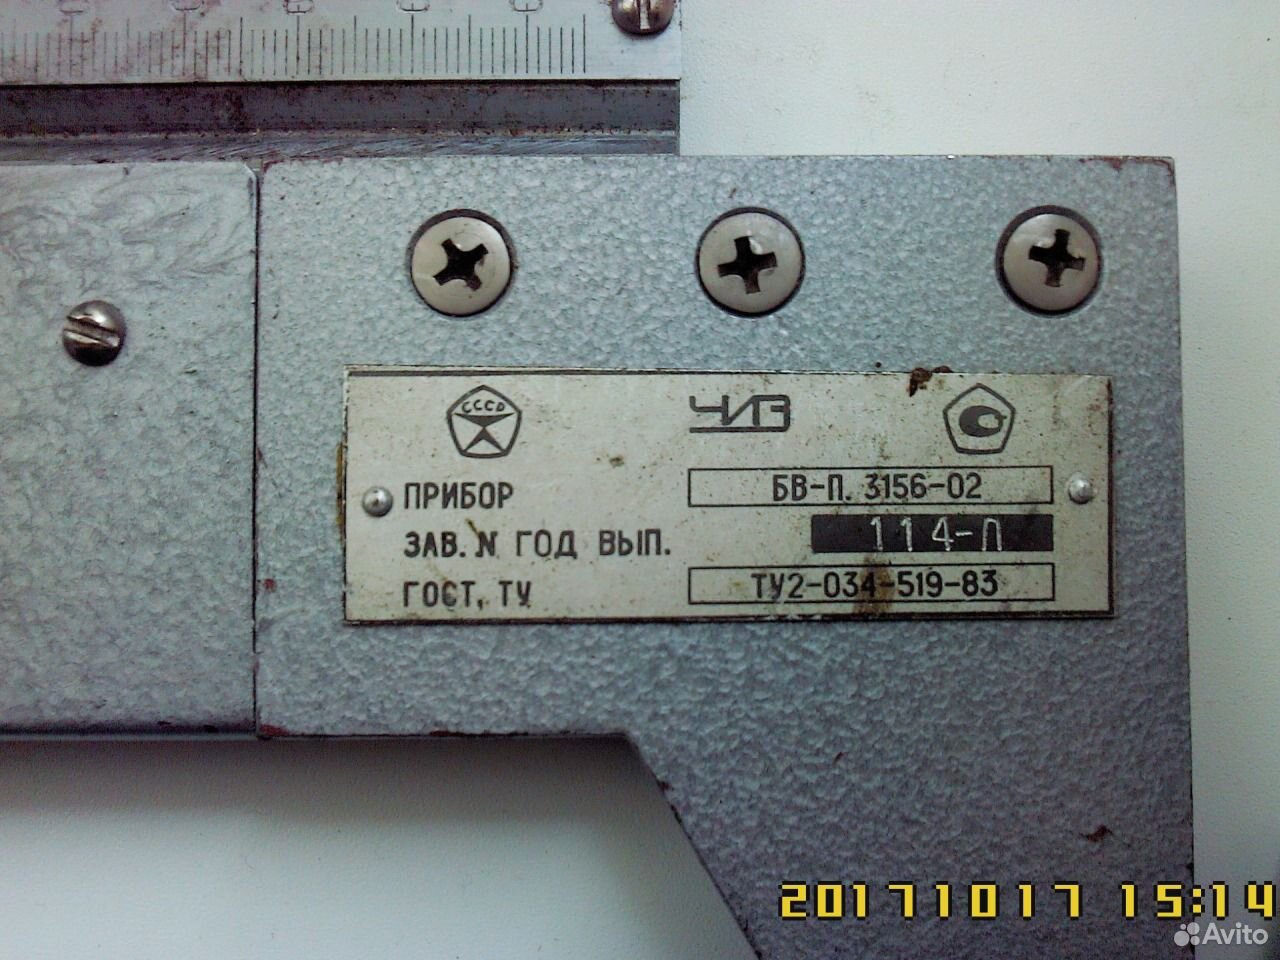 СССР
ЧИЗ
ПРИБОР БВ-П. 3156-02
ЗАВ. N ГОД ВЫП. 114-Л
ГОСТ, ТУ ТУ2-034-519-83
20171017 15:14
Avito